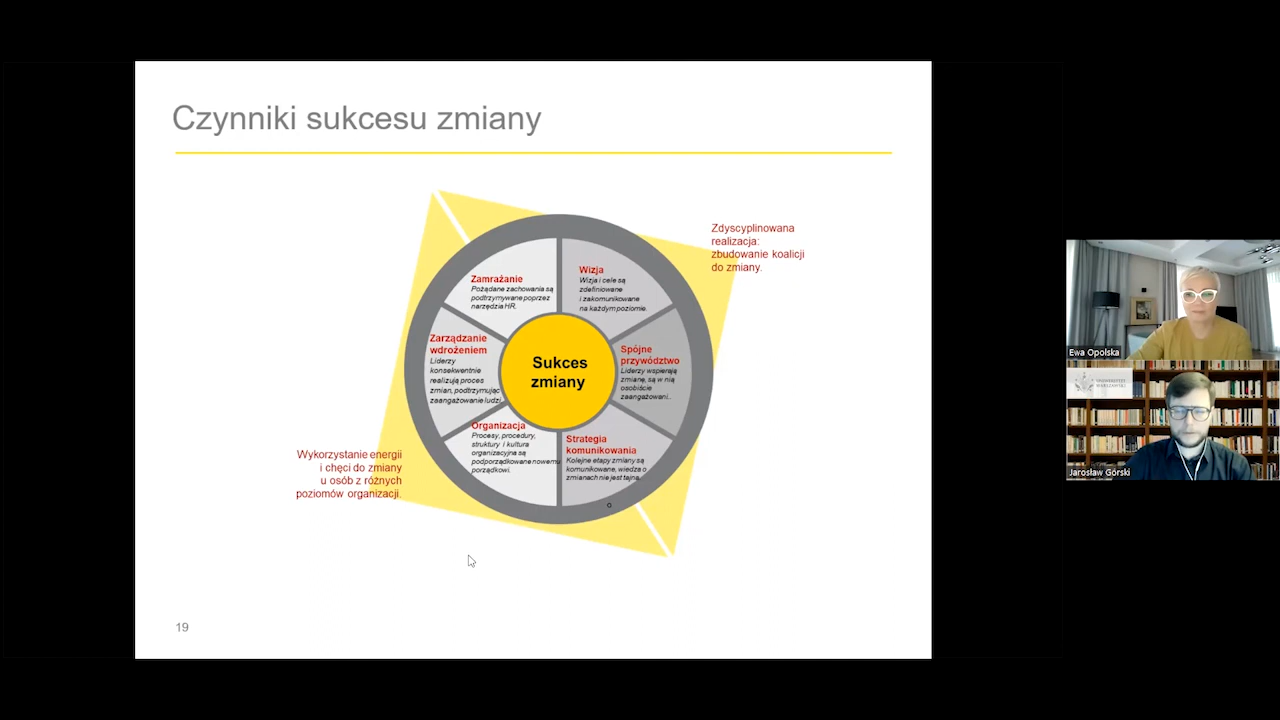 Czynniki sukcesu zmiany
Zdyscyplinowana
realizacja:
zbudowanie koalicji
do zmiany.
Zamrażanie
Pożądane zachowania są
podtrzymywane poprzez
narzędzia HR.
Wizja
Wizja i cele są
zdefiniowane
i zakomunikowane
na każdym poziomie.
Zarządzanie
wdrożeniem
Liderzy
konsekwentnie
realizują proces
zmian, podtrzymując
zaangażowanie ludzi.
Sukces
zmiany
Spójne
przywództwo
Liderzy wspierają
zmianę, są w nią
osobiście
zaangażowani..
Organizacja
Procesy, procedury,
struktury i kultura
organizacyjna są
podporządkowane nowemu
porządkowi.
Strategia
komunikowania
Kolejne etapy zmiany są
komunikowane, wiedza o
zmianach nie jest tajna.
Wykorzystanie energii
i chęci do zmiany
u osób z różnych
poziomów organizacji.
19
Ewa Opolska
UNIWERSYTET
WARSZAWSKI
Jarosław Górski